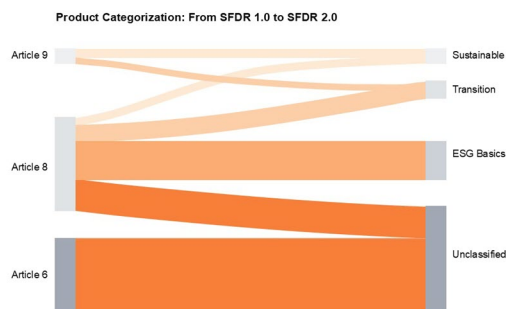 Product Categorization: From SFDR 1.0 to SFDR 2.0
Article 9
Sustainable
Transition
Article 8
ESG Basics
Unclassified
Article 6